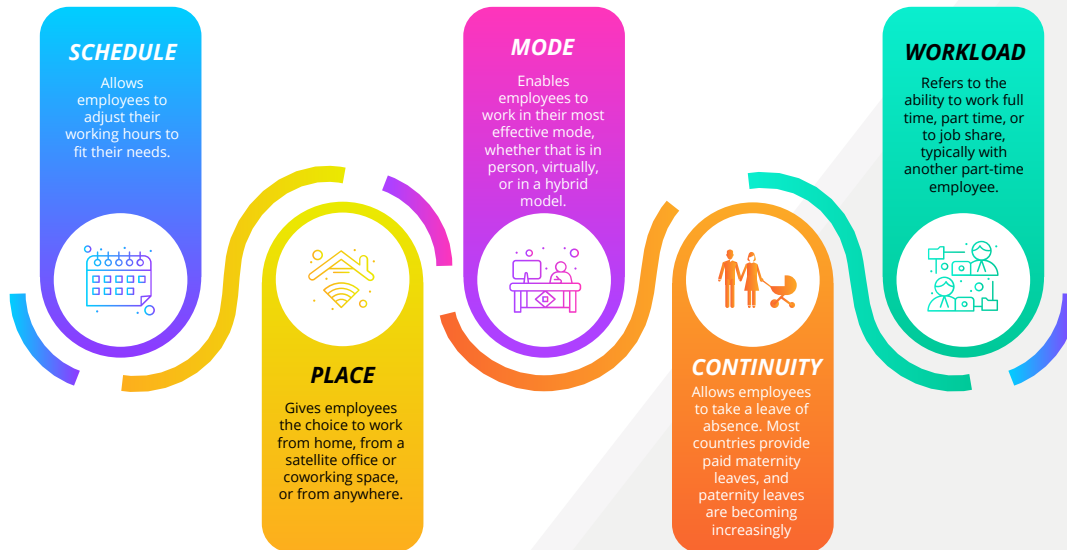 SCHEDULE
Allows
employees to
adjust their
working hours to
fit their needs.
PLACE
Gives employees
the choice to work
from home, from a
satellite office or
coworking space,
or from anywhere.
MODE
Enables
employees to
work in their most
effective mode,
whether that is in
person, virtually,
or in a hybrid
model.
CONTINUITY
Allows employees
to take a leave of
absence. Most
countries provide
paid maternity
leaves, and
paternity leaves
are becoming
increasingly
WORKLOAD
Refers to the
ability to work full
time, part time, or
to job share,
typically with
another part-time
employee.